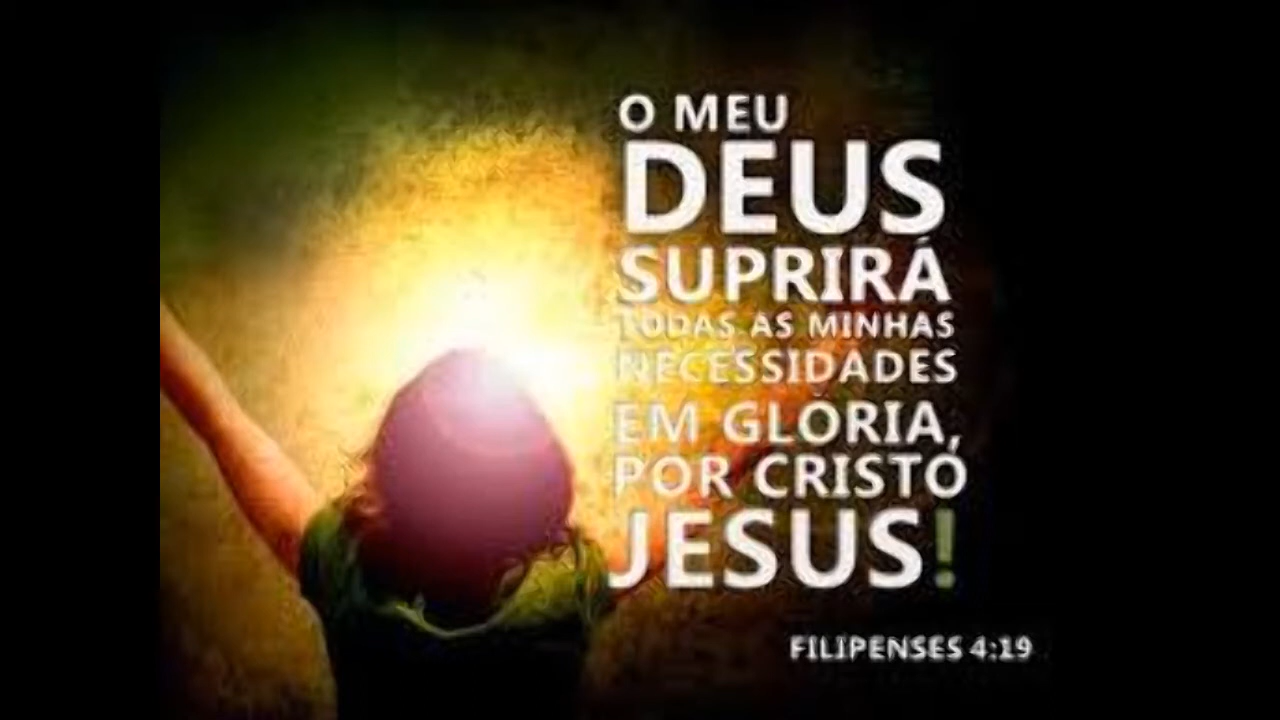 O MEU
DEUS
SUPRIRÁ
TODAS AS MINHAS
NECESSIDADES
EM GLÓRIA,
POR CRISTO
JESUS!
FILIPENSES 4:19